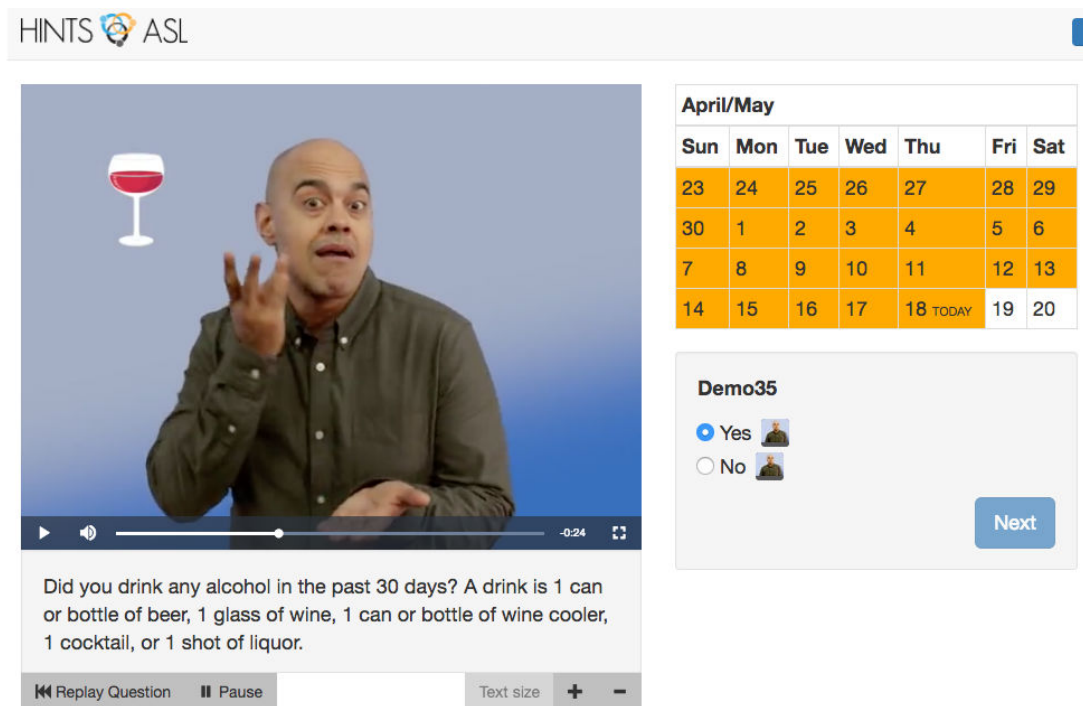 HINTS ASL
-0:24
Did you drink any alcohol in the past 30 days? A drink is 1 can
or bottle of beer, 1 glass of wine, 1 can or bottle of wine cooler,
1 cocktail, or 1 shot of liquor.
Replay Question Pause Text size + -
April/May
Sun Mon Tue Wed Thu Fri Sat
23 24 25 26 27 28 29
30 1 2 3 4 5 6
7 8 9 10 11 12 13
14 15 16 17 18 TODAY 19 20
Demo35
Yes
No
Next